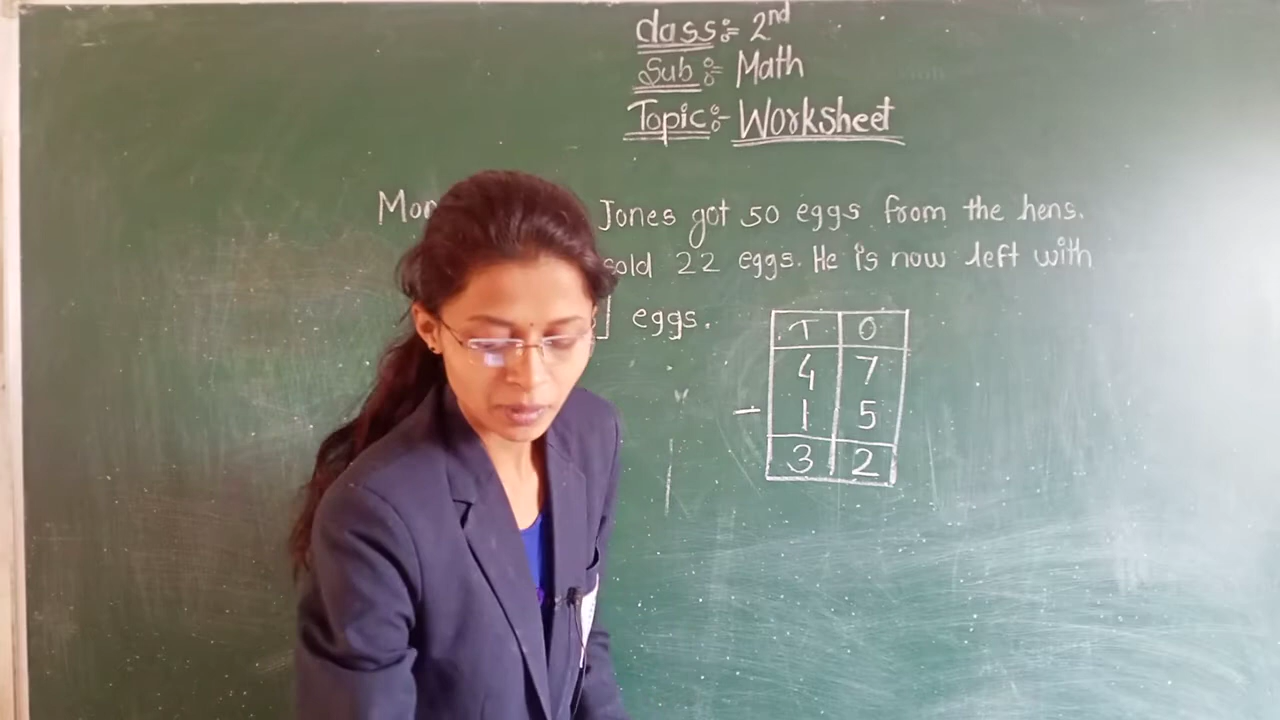 Class:- 2nd
Sub:- Math
Topic:- Worksheet
Jones got 50 eggs from the hens.
sold 22 eggs. He is now left with
eggs.
T O
4 7
- 1 5
3 2